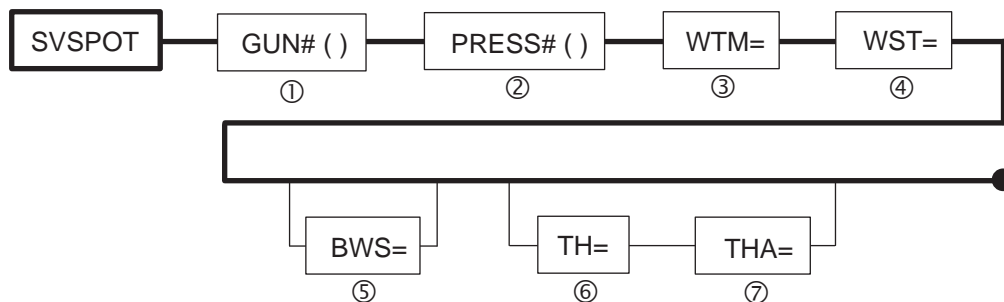 SVSPOT GUN# ( ) PRESS# ( ) WTM= WST=
① ② ③ ④
BWS= TH= THA=
⑤ ⑥ ⑦